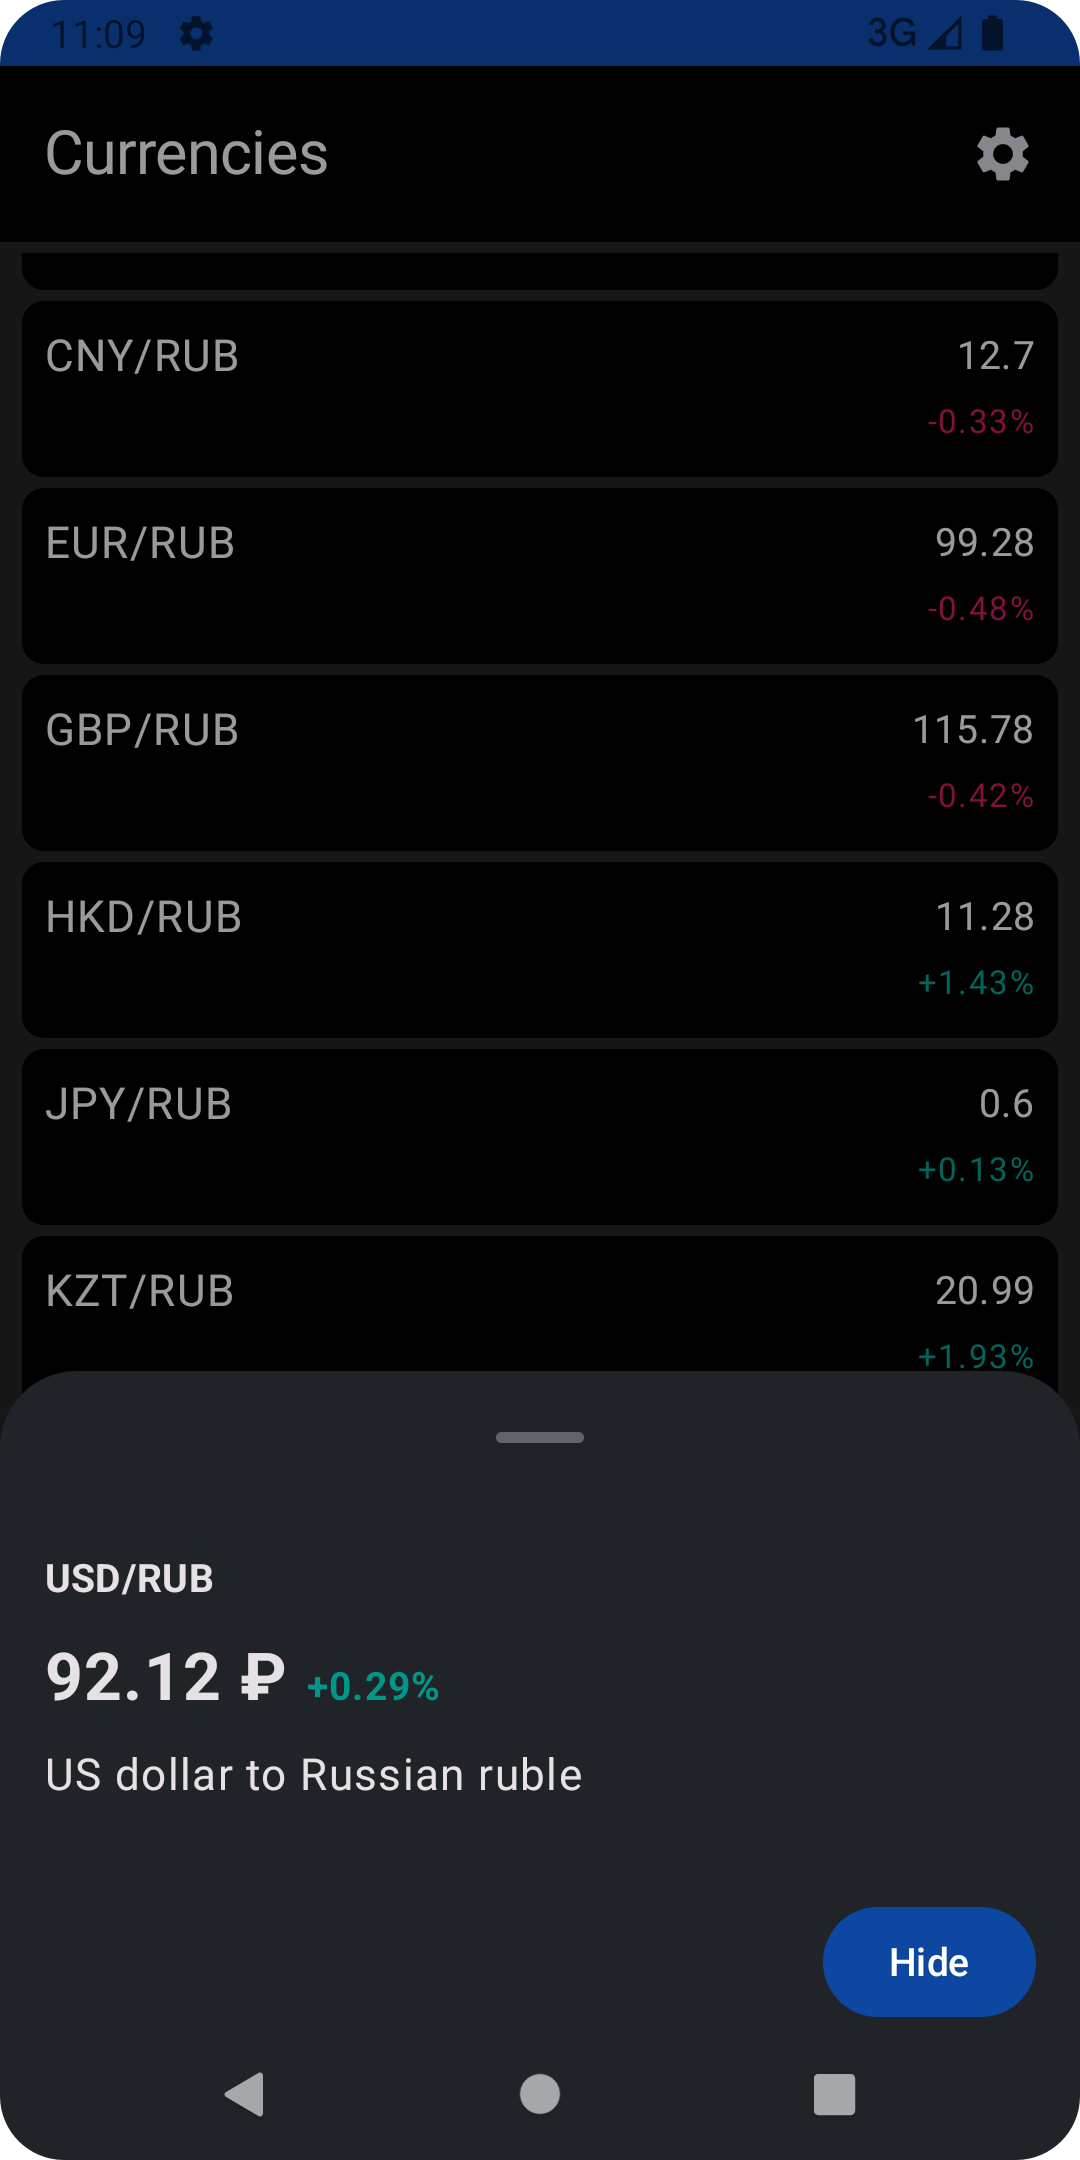 11:09
3G
Currencies
CNY/RUB
12.7
-0.33%
EUR/RUB
99.28
-0.48%
GBP/RUB
115.78
-0.42%
HKD/RUB
11.28
+1.43%
JPY/RUB
0.6
+0.13%
KZT/RUB
20.99
+1.93%
USD/RUB
92.12 ₽ +0.29%
US dollar to Russian ruble
Hide